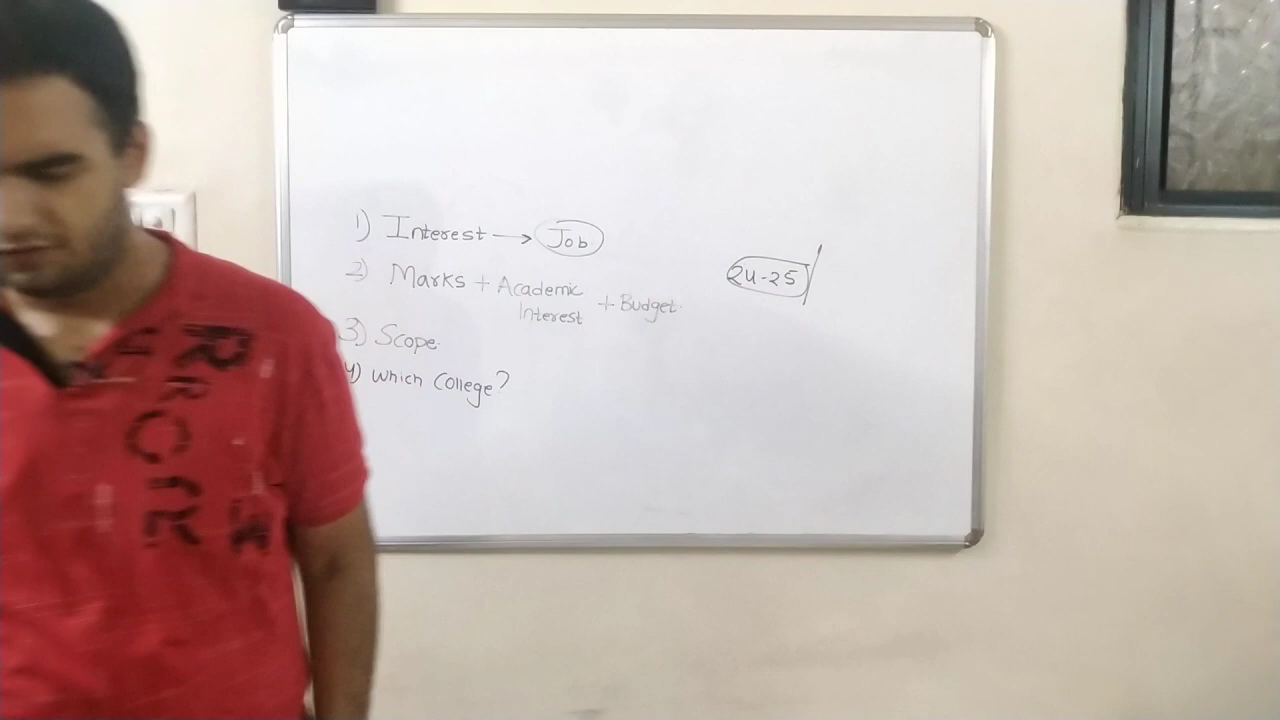 1) Interest → Job
2) Marks + Academic Interest + Budget.
24-25
3) Scope.
4) Which College?